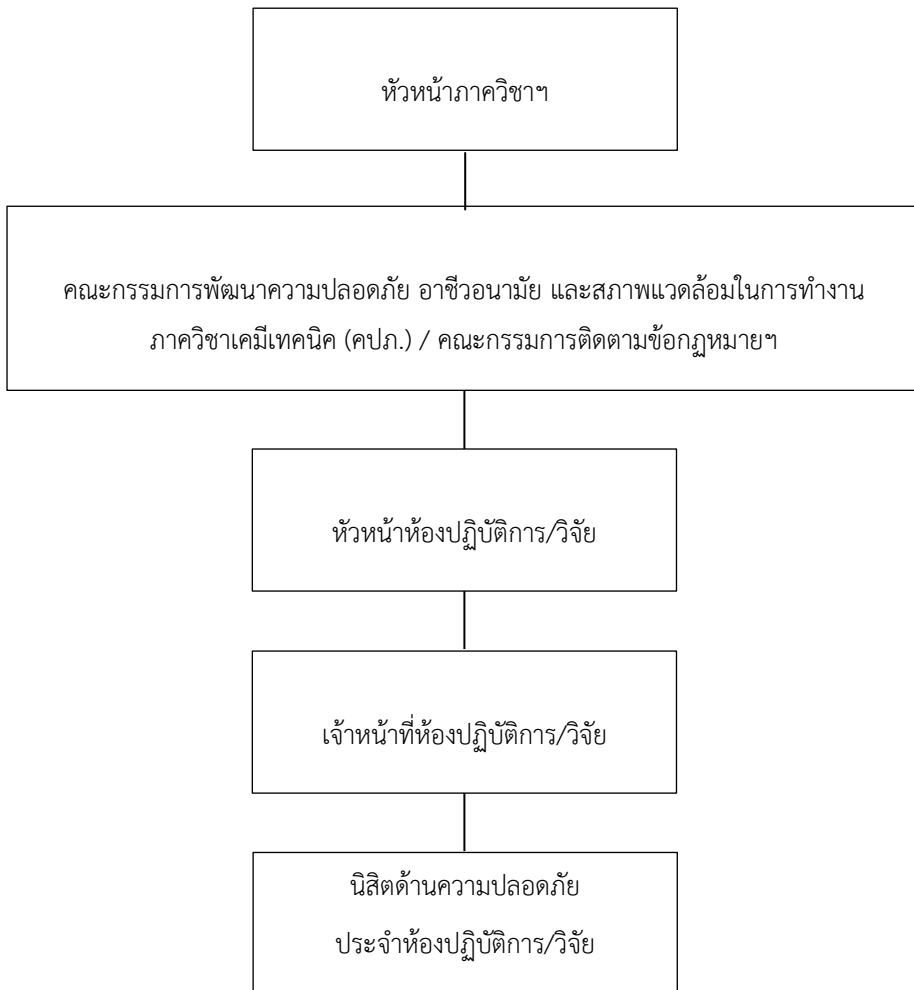 หัวหน้าภาควิชาฯ
คณะกรรมการพัฒนาความปลอดภัย อาชีวอนามัย และสภาพแวดล้อมในการทำงาน
ภาควิชาเคมีเทคนิค (คปภ.) / คณะกรรมการติดตามข้อกฎหมายฯ
หัวหน้าห้องปฏิบัติการ/วิจัย
เจ้าหน้าที่ห้องปฏิบัติการ/วิจัย
นิสิตด้านความปลอดภัย
ประจำห้องปฏิบัติการ/วิจัย